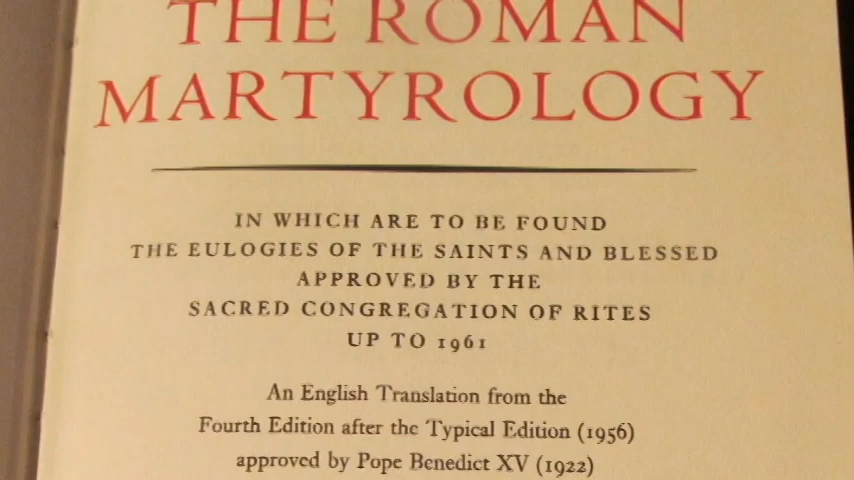 THE ROMAN
MARTYROLOGY
IN WHICH ARE TO BE FOUND
THE EULOGIES OF THE SAINTS AND BLESSED
APPROVED BY THE
SACRED CONGREGATION OF RITES
UP TO 1961
An English Translation from the
Fourth Edition after the Typical Edition (1956)
approved by Pope Benedict XV (1922)